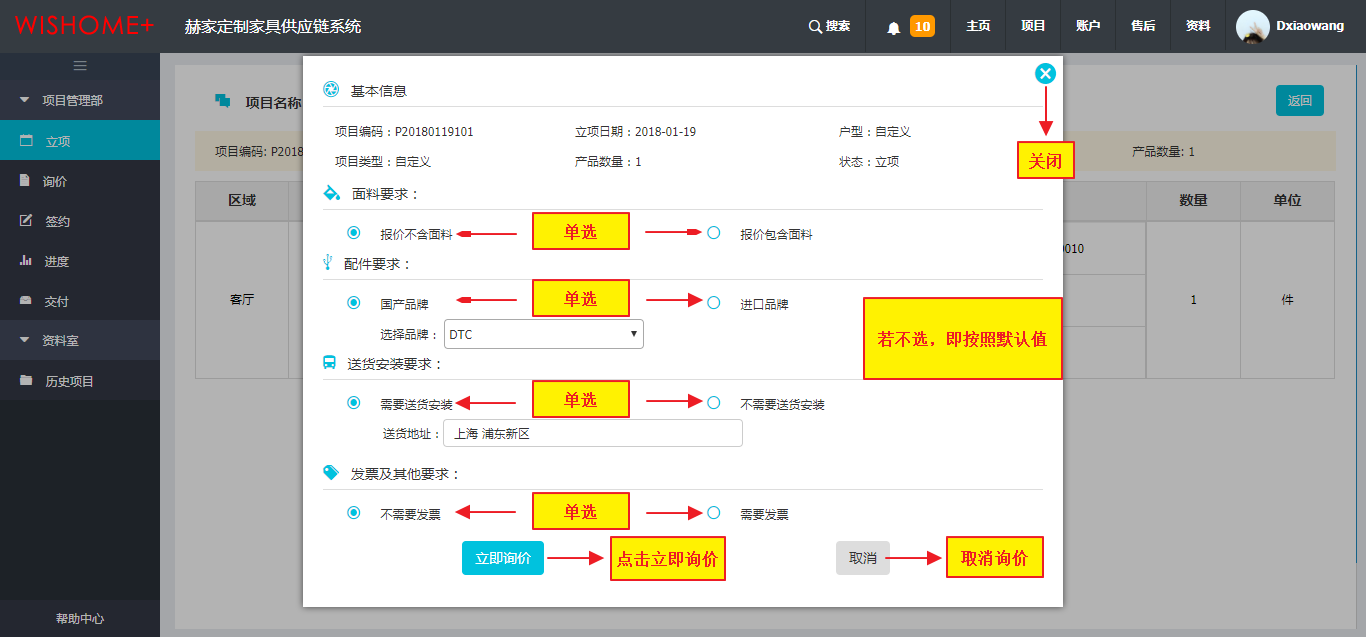 WISHOME+ 赫家定制家具供应链系统 搜索 10 主页 项目 账户 售后 资料 Dxiaowang
项目管理部
立项
询价
签约
进度
交付
资料室
历史项目
帮助中心
项目名称
返回
项目编码: P2018
产品数量: 1
区域
数量
单位
客厅
0010
1
件
基本信息
项目编码：P20180119101 立项日期：2018-01-19 户型：自定义
项目类型：自定义 产品数量：1 状态：立项
关闭
面料要求：
报价不含面料 单选 报价包含面料
配件要求：
国产品牌 单选 进口品牌
选择品牌： DTC
若不选，即按照默认值
送货安装要求：
需要送货安装 单选 不需要送货安装
送货地址： 上海 浦东新区
发票及其他要求：
不需要发票 单选 需要发票
立即询价 点击立即询价 取消 取消询价